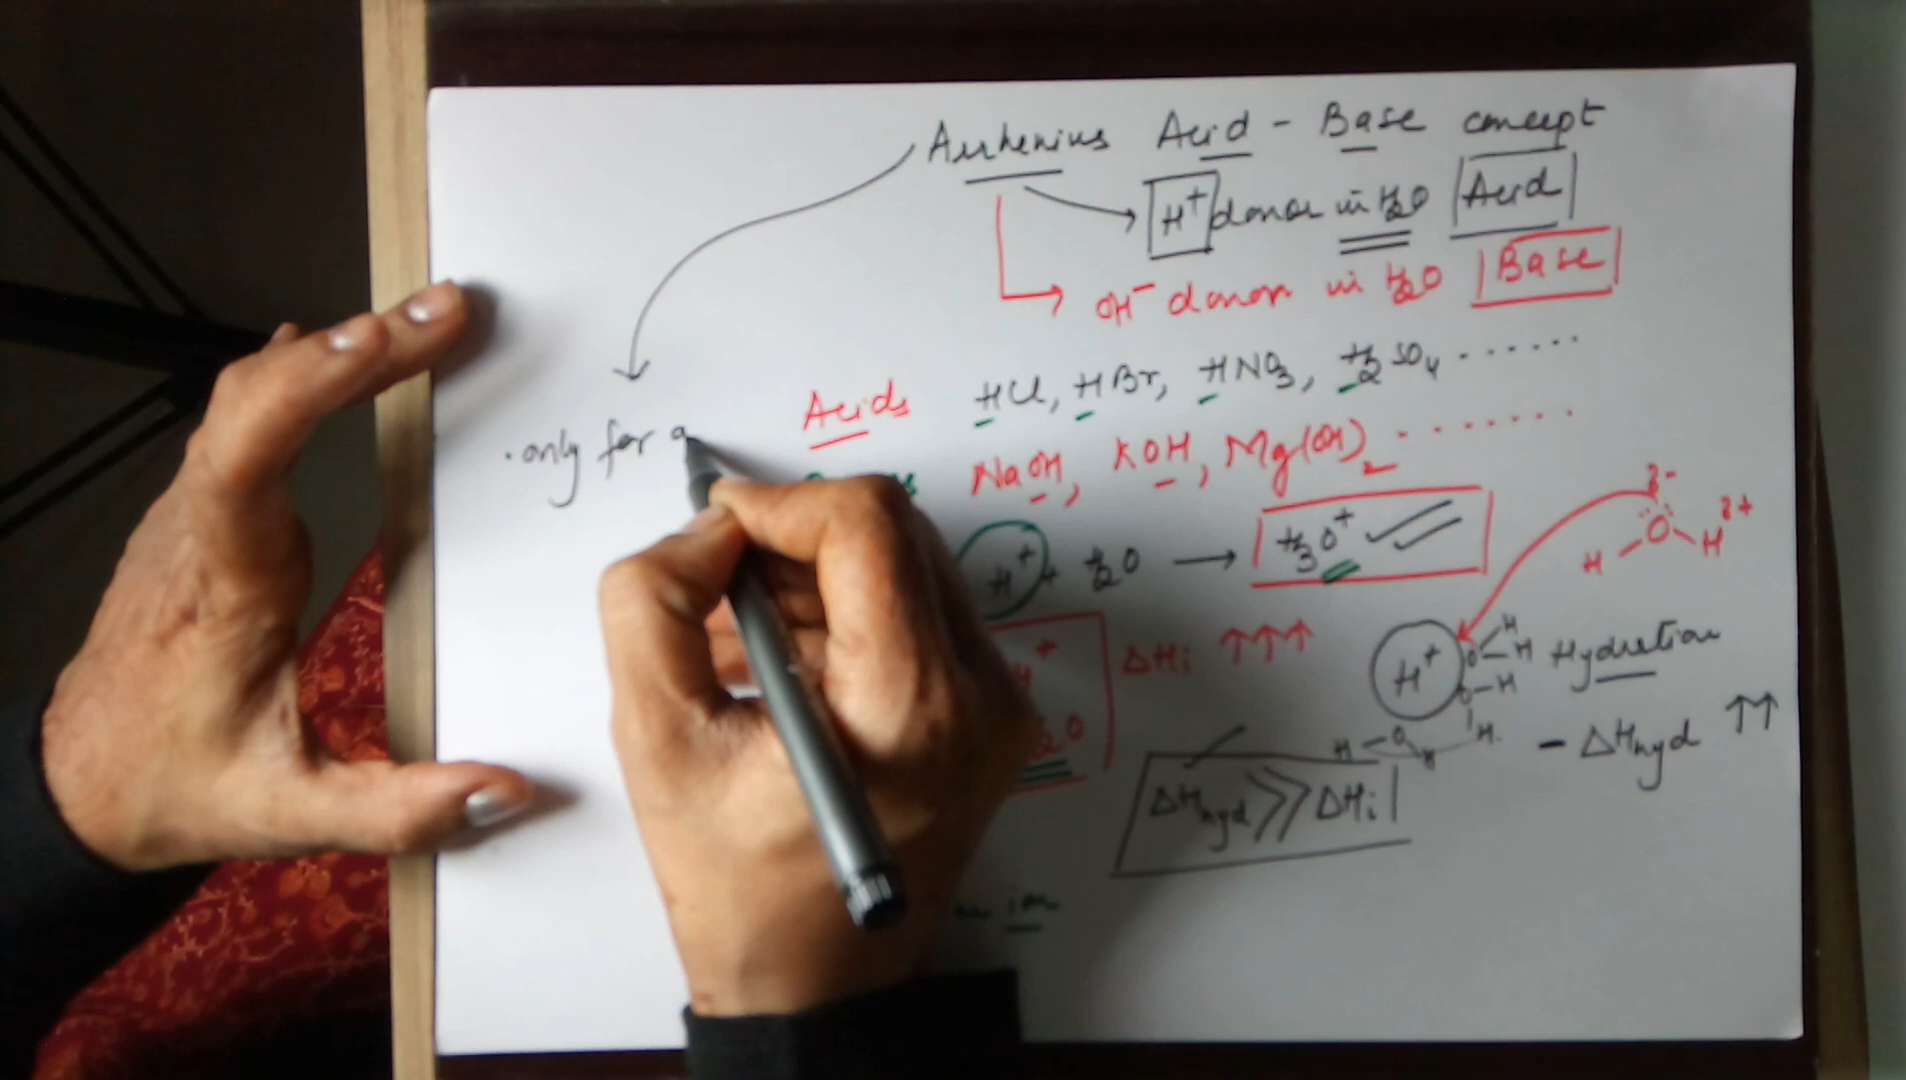 Arrhenius Acid - Base concept
H⁺ donor in H₂O Acid
OH⁻ donor in H₂O Base
Acids HCl, HBr, HNO₃, H₂SO₄ ......
NaOH, KOH, Mg(OH)₂ .......
· only for a
H⁺ + H₂O → H₃O⁺
δ-
O
H H δ+
ΔHi ↑↑↑
H⁺
O-H
H
O-H
H
H-O
H
Hydration
- ΔHhyd ↑↑
ΔHhyd >> ΔHi
ion